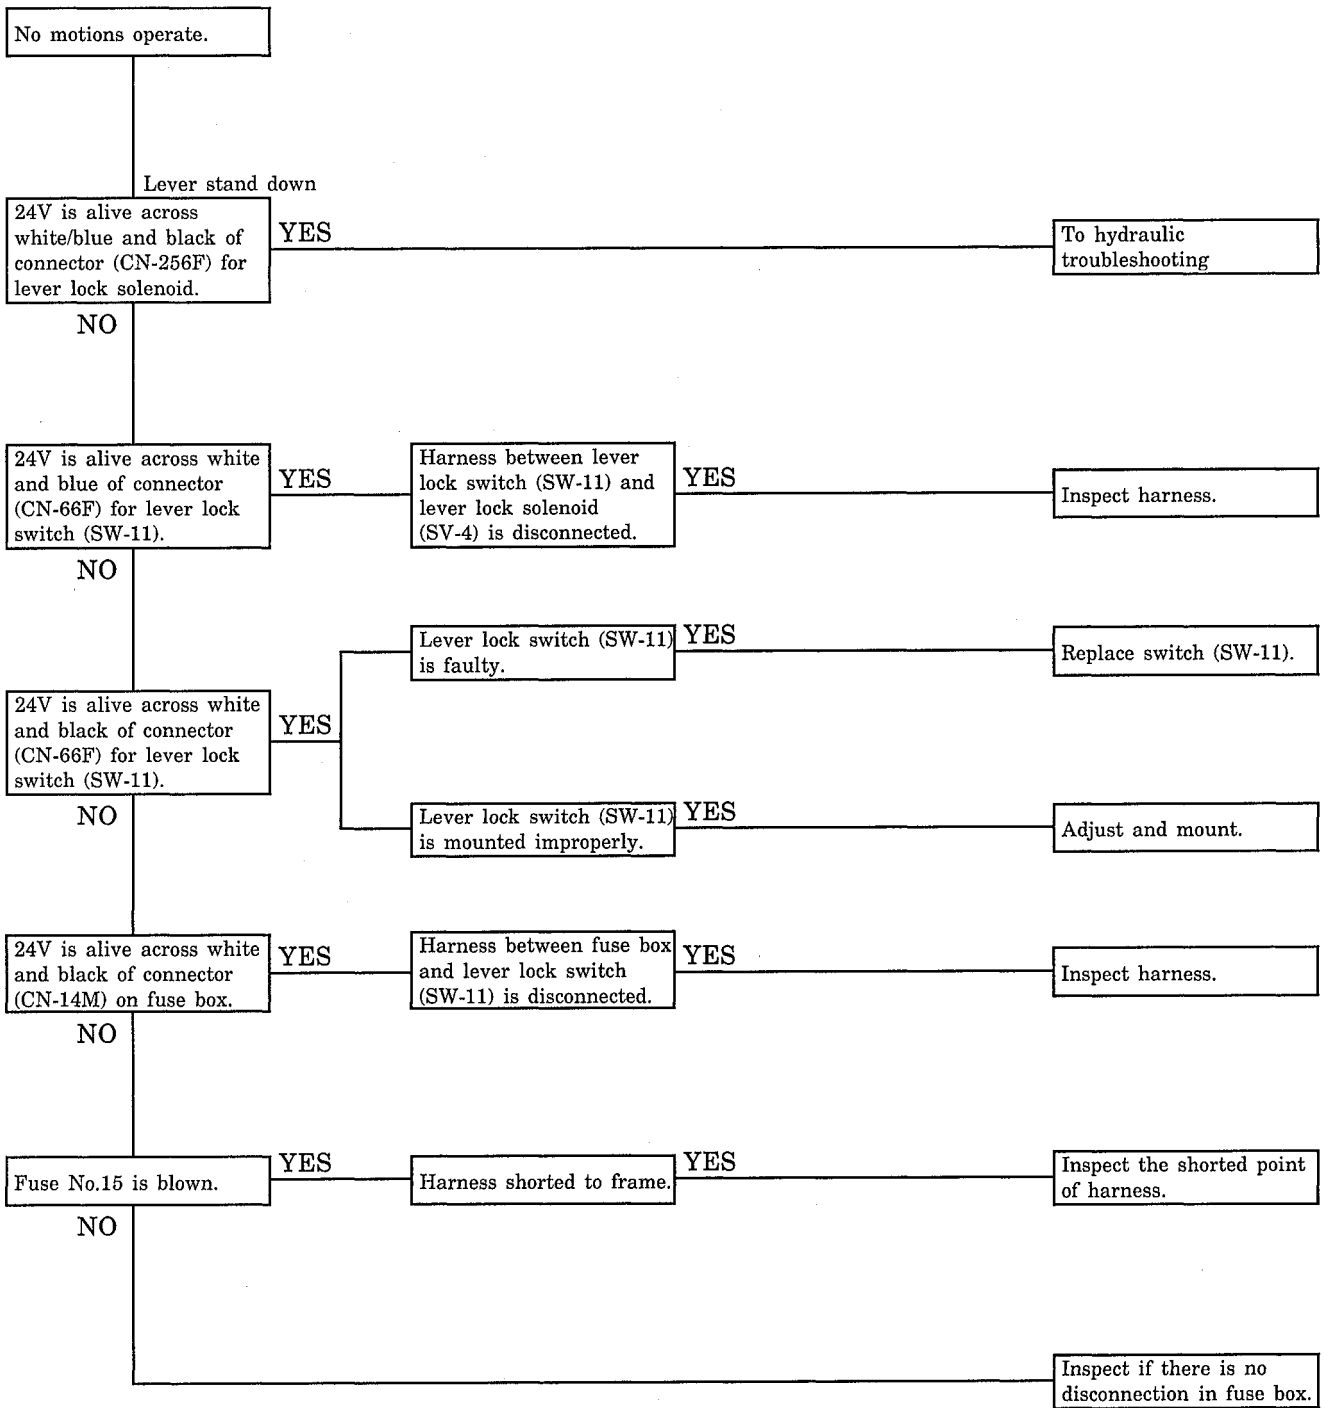 No motions operate.
Lever stand down
24V is alive across
white/blue and black of
connector (CN-256F) for
lever lock solenoid.
YES
To hydraulic
troubleshooting
NO
24V is alive across white
and blue of connector
(CN-66F) for lever lock
switch (SW-11).
YES
Harness between lever
lock switch (SW-11) and
lever lock solenoid
(SV-4) is disconnected.
YES
Inspect harness.
NO
Lever lock switch (SW-11)
is faulty.
YES
Replace switch (SW-11).
24V is alive across white
and black of connector
(CN-66F) for lever lock
switch (SW-11).
YES
NO
Lever lock switch (SW-11)
is mounted improperly.
YES
Adjust and mount.
24V is alive across white
and black of connector
(CN-14M) on fuse box.
YES
Harness between fuse box
and lever lock switch
(SW-11) is disconnected.
YES
Inspect harness.
NO
Fuse No.15 is blown.
YES
Harness shorted to frame.
YES
Inspect the shorted point
of harness.
NO
Inspect if there is no
disconnection in fuse box.